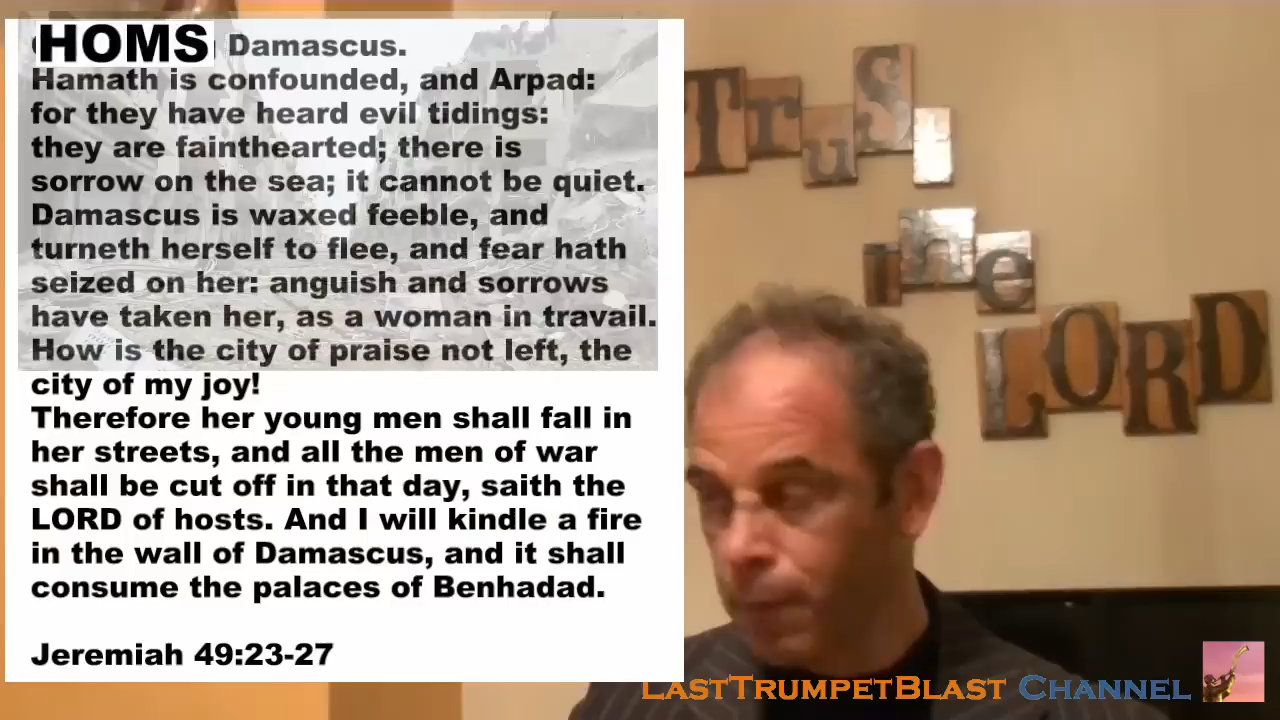 HOMS Damascus.
Hamath is confounded, and Arpad:
for they have heard evil tidings:
they are fainthearted; there is
sorrow on the sea; it cannot be quiet.
Damascus is waxed feeble, and
turneth herself to flee, and fear hath
seized on her: anguish and sorrows
have taken her, as a woman in travail.
How is the city of praise not left, the
city of my joy!
Therefore her young men shall fall in
her streets, and all the men of war
shall be cut off in that day, saith the
LORD of hosts. And I will kindle a fire
in the wall of Damascus, and it shall
consume the palaces of Benhadad.
Jeremiah 49:23-27
Trust
the
LORD
LastTrumpetBlast Channel